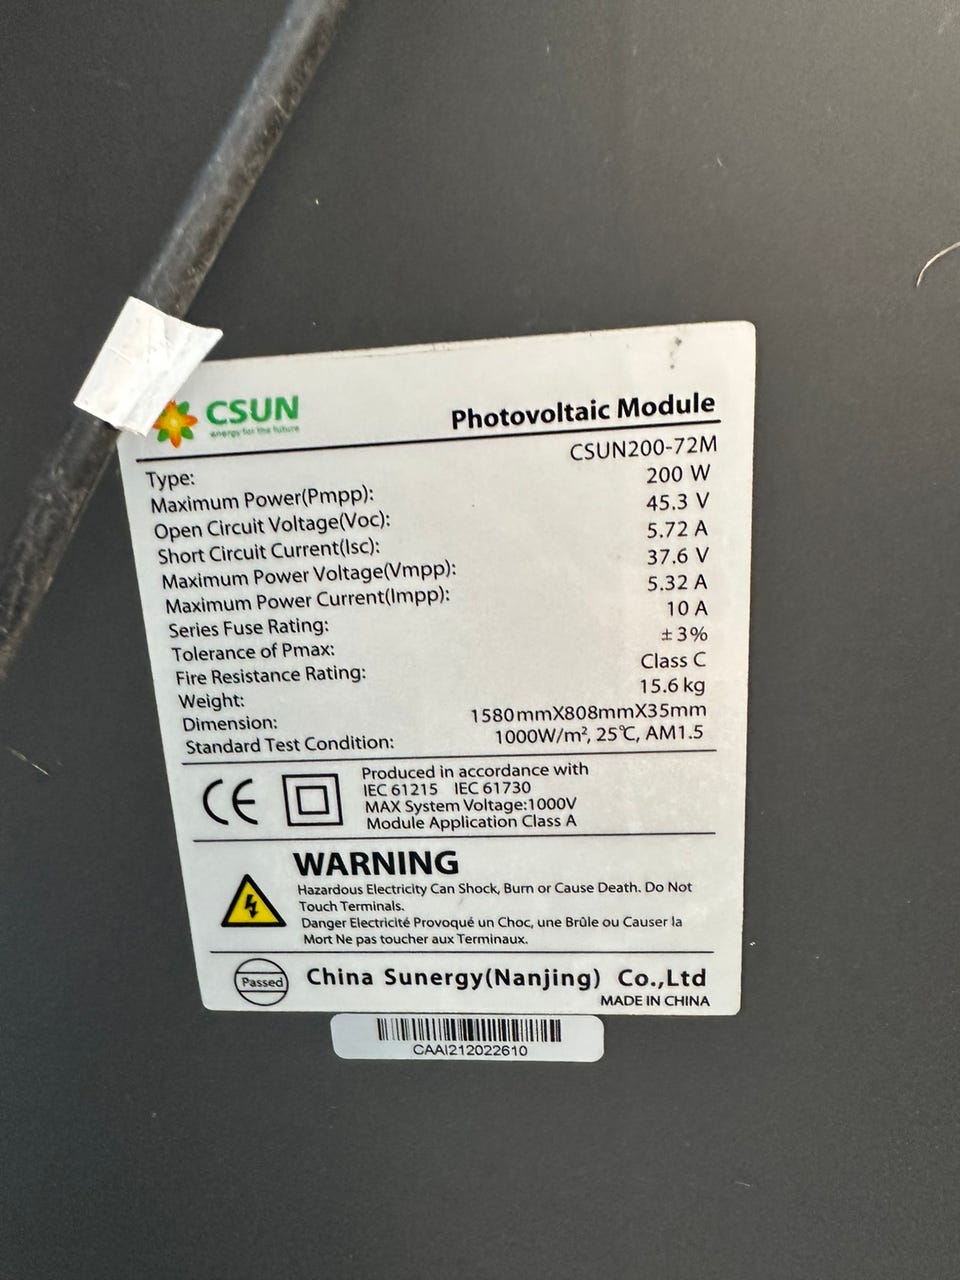 CSUN
energy for the future
Photovoltaic Module
Type: CSUN200-72M
Maximum Power(Pmpp): 200 W
Open Circuit Voltage(Voc): 45.3 V
Short Circuit Current(Isc): 5.72 A
Maximum Power Voltage(Vmpp): 37.6 V
Maximum Power Current(Impp): 5.32 A
Series Fuse Rating: 10 A
Tolerance of Pmax: ±3%
Fire Resistance Rating: Class C
Weight: 15.6 kg
Dimension: 1580mmX808mmX35mm
Standard Test Condition: 1000W/m², 25℃, AM1.5
CE
Produced in accordance with
IEC 61215 IEC 61730
MAX System Voltage:1000V
Module Application Class A
WARNING
Hazardous Electricity Can Shock, Burn or Cause Death. Do Not
Touch Terminals.
Danger Electricité Provoqué un Choc, une Brûle ou Causer la
Mort Ne pas toucher aux Terminaux.
Passed
China Sunergy(Nanjing) Co.,Ltd
MADE IN CHINA
CAAI212022610